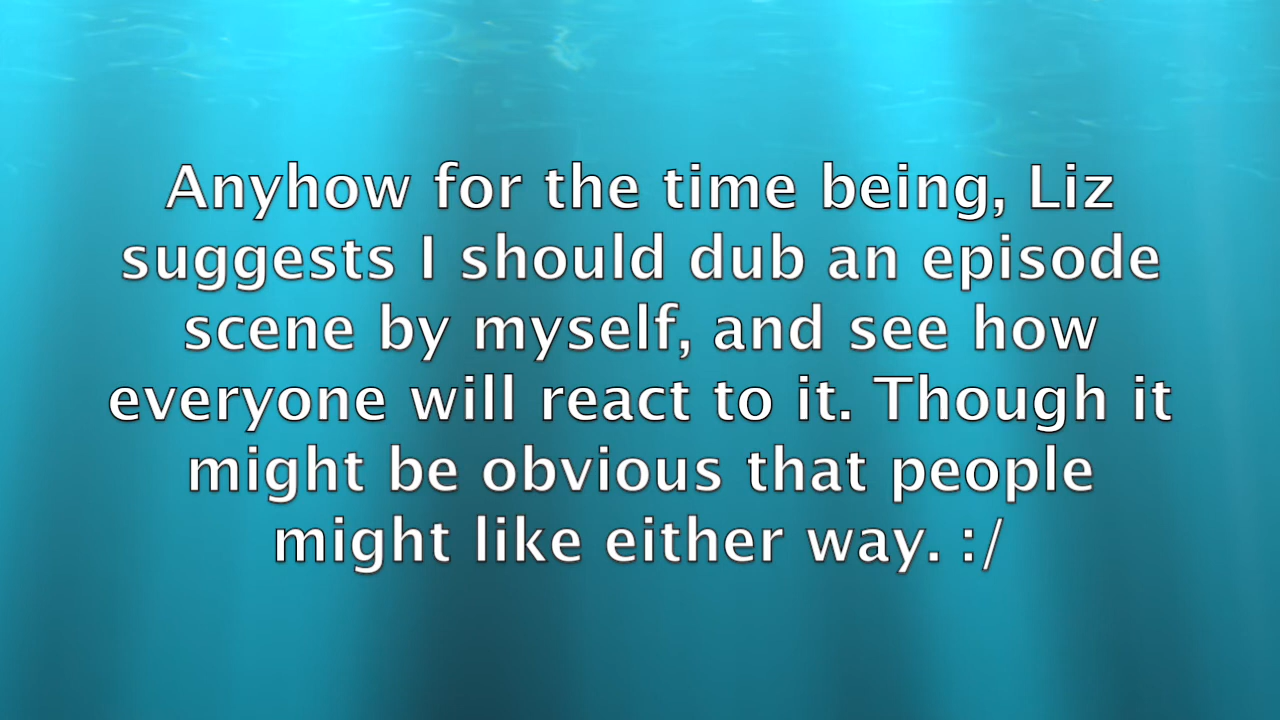 Anyhow for the time being, Liz
suggests I should dub an episode
scene by myself, and see how
everyone will react to it. Though it
might be obvious that people
might like either way. :/